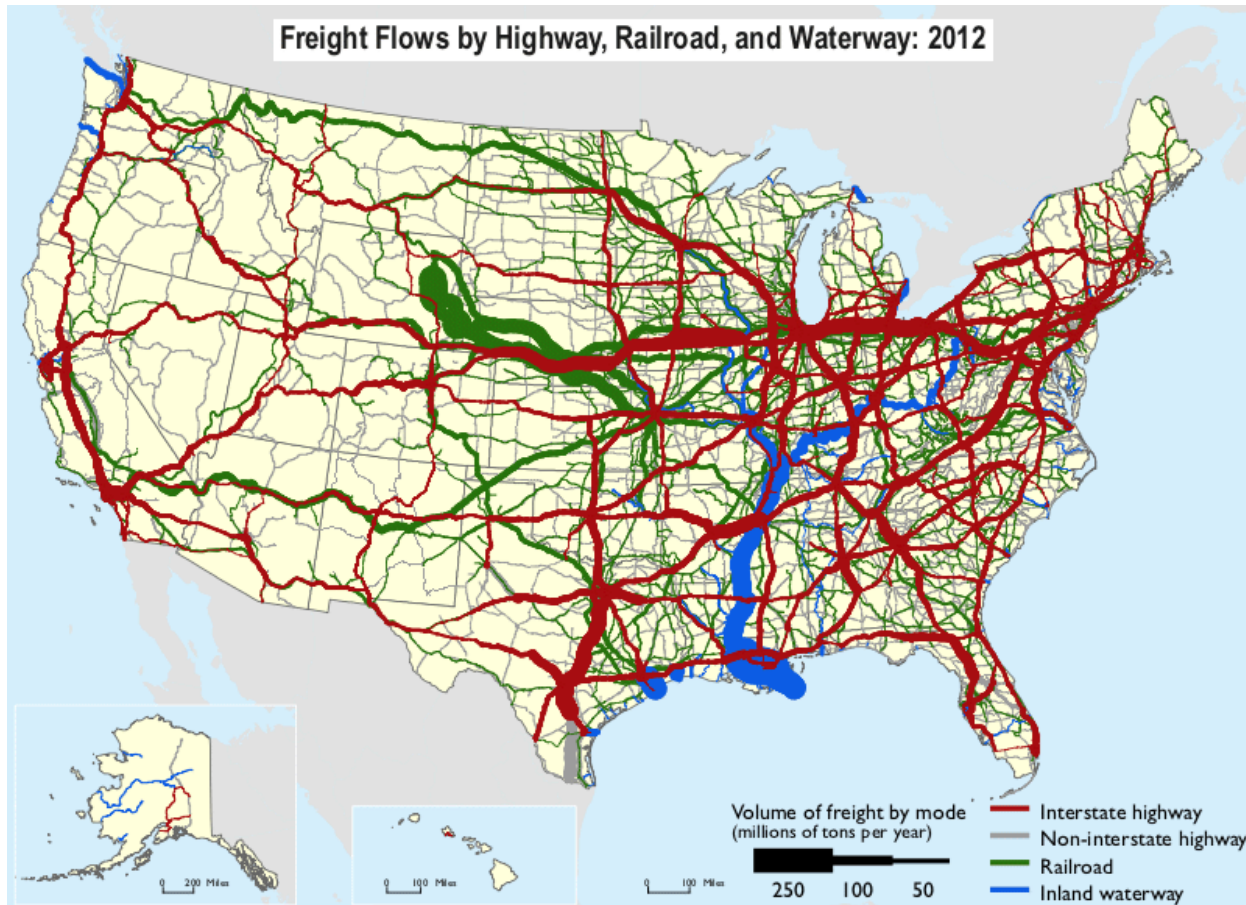 Freight Flows by Highway, Railroad, and Waterway: 2012
Volume of freight by mode
(millions of tons per year)
250 100 50
Interstate highway
Non-interstate highway
Railroad
Inland waterway
0 200 Miles
0 100 Miles
0 100 Miles